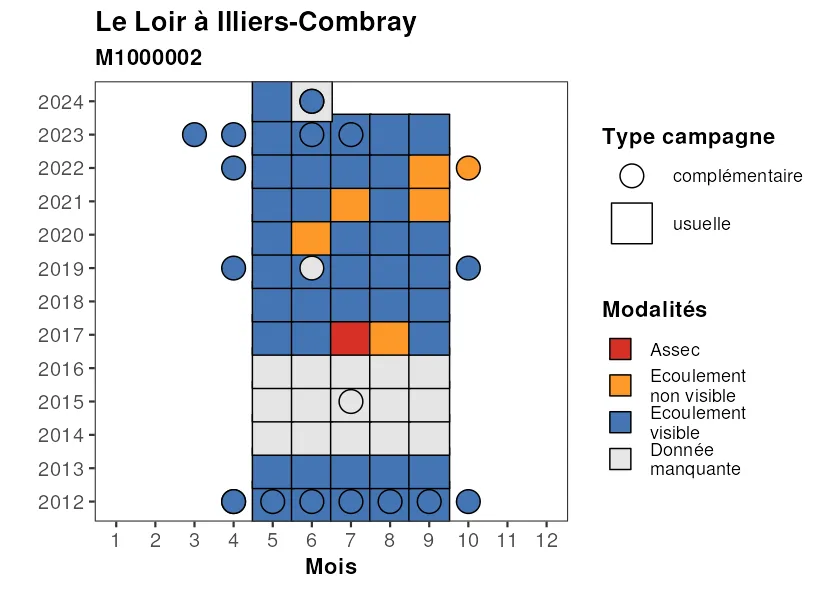 Le Loir à Illiers-Combray
M1000002
2024
2023
2022
2021
2020
2019
2018
2017
2016
2015
2014
2013
2012
1 2 3 4 5 6 7 8 9 10 11 12
Mois
Type campagne
complémentaire
usuelle
Modalités
Assec
Ecoulement
non visible
Ecoulement
visible
Donnée
manquante